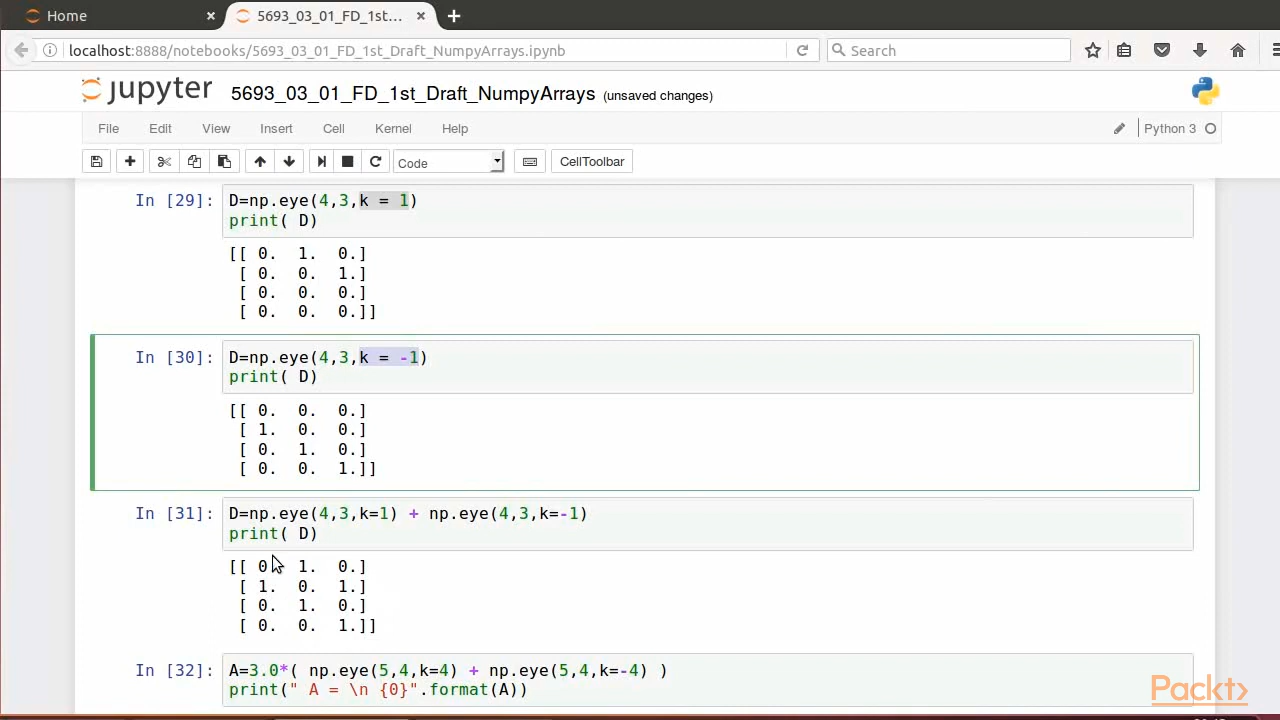 Home
5693_03_01_FD_1st...
localhost:8888/notebooks/5693_03_01_FD_1st_Draft_NumpyArrays.ipynb
Search
jupyter 5693_03_01_FD_1st_Draft_NumpyArrays (unsaved changes)
File Edit View Insert Cell Kernel Help
Python 3
Code
CellToolbar
In [29]: D=np.eye(4,3,k = 1)
print( D)
[[ 0. 1. 0.]
[ 0. 0. 1.]
[ 0. 0. 0.]
[ 0. 0. 0.]]
In [30]: D=np.eye(4,3,k = -1)
print( D)
[[ 0. 0. 0.]
[ 1. 0. 0.]
[ 0. 1. 0.]
[ 0. 0. 1.]]
In [31]: D=np.eye(4,3,k=1) + np.eye(4,3,k=-1)
print( D)
[[ 0. 1. 0.]
[ 1. 0. 1.]
[ 0. 1. 0.]
[ 0. 0. 1.]]
In [32]: A=3.0*( np.eye(5,4,k=4) + np.eye(5,4,k=-4) )
print(" A = \n {0}".format(A))
Packt>